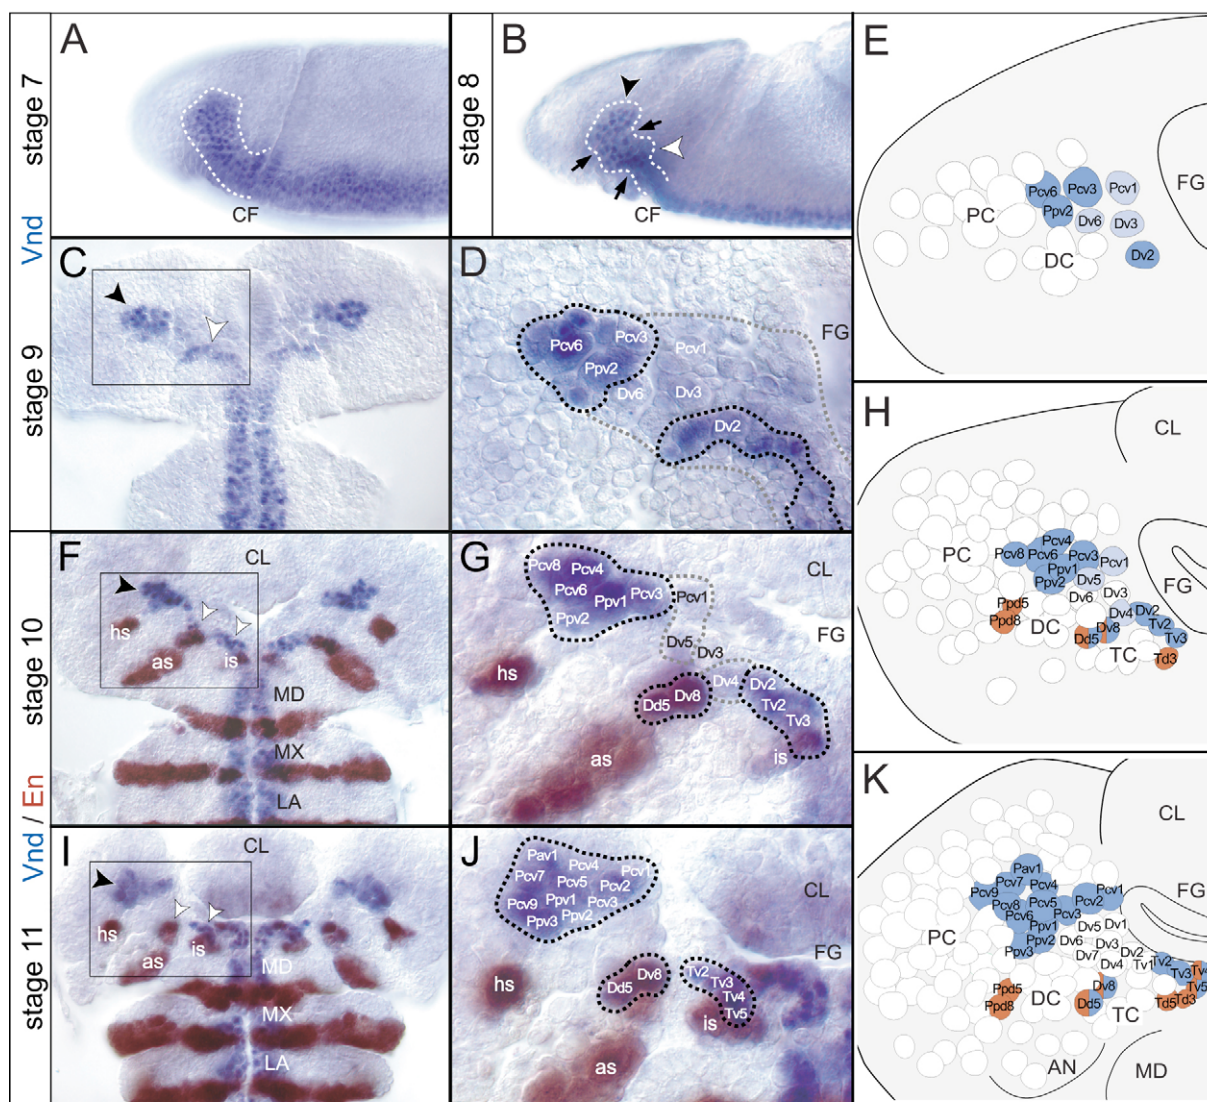 stage 7
Vnd
A
CF
stage 8
B
CF
E
Pcv6
Pcv3
Pcv1
PC
Ppv2
Dv6
Dv3
DC
Dv2
FG
stage 9
C
D
Pcv6
Pcv3
Pcv1
Ppv2
Dv6
Dv3
Dv2
FG
stage 10
Vnd / En
F
CL
hs
as
is
MD
MX
LA
G
Pcv8
Pcv4
Pcv6
Ppv1
Pcv3
Ppv2
Pcv1
Dv5
Dv3
Dv4
Dv2
Tv2
Tv3
Dd5
Dv8
hs
as
is
CL
FG
H
CL
PC
Pcv4
Pcv8
Pcv6
Pcv3
Pcv1
Ppv1
Ppv2
Dv5
Dv6
Dv3
FG
Ppd5
Ppd8
DC
Dv4
Dv2
Dd5
Dv8
Tv2
Tv3
TC
Td3
stage 11
I
CL
hs
as
is
MD
MX
LA
J
Pav1
Pcv7
Pcv4
Pcv1
Pcv5
Pcv2
Pcv9
Ppv1
Pcv3
Ppv3
Ppv2
hs
Dd5
Dv8
Tv2
Tv3
Tv4
Tv5
is
as
CL
FG
K
CL
Pav1
Pcv7
Pcv4
Pcv9
Pcv1
Pcv8
Pcv5
Pcv2
Pcv6
Pcv3
Ppv1
Ppv2
Ppv3
Dv5
Dv1
Dv6
Dv3
Dv7
Dv2
Dv4
Tv1
Tv2
Tv3
Tv4
Tv5
FG
PC
Ppd5
Ppd8
DC
Dd5
Dv8
TC
Td5
Td3
AN
MD